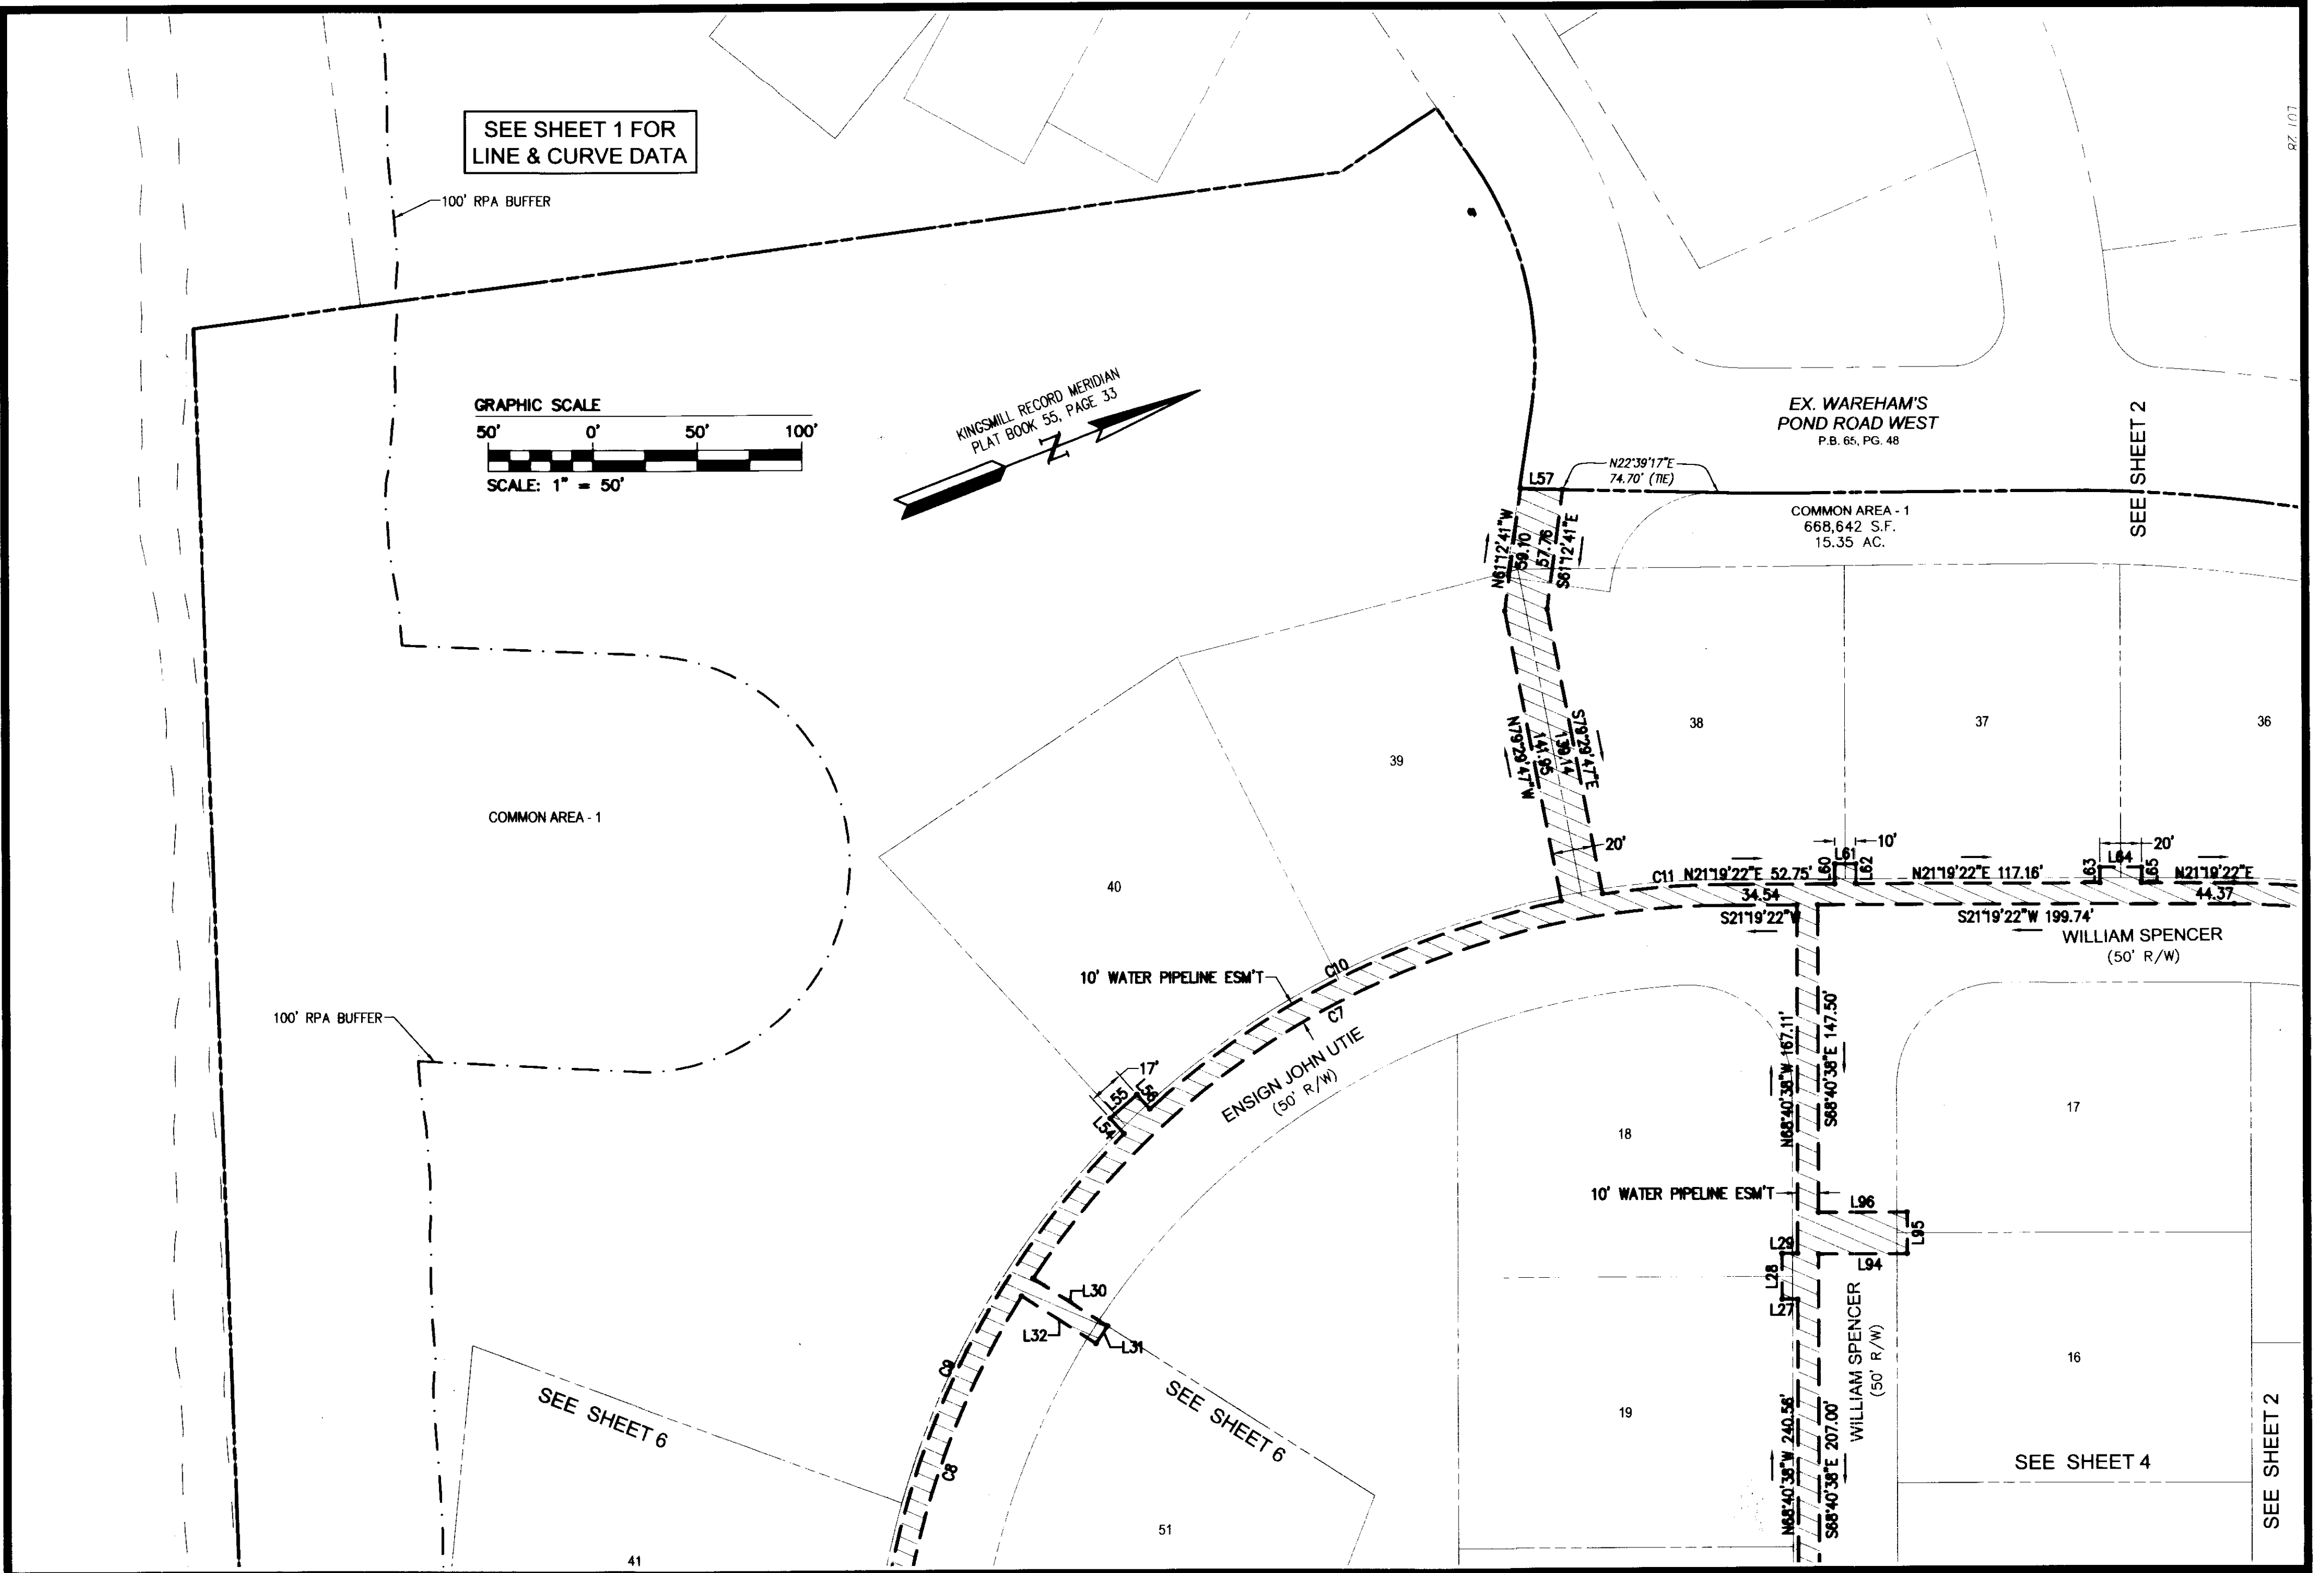 SEE SHEET 1 FOR
LINE & CURVE DATA
100' RPA BUFFER
LOT 28
GRAPHIC SCALE
50' 0' 50' 100'
SCALE: 1" = 50'
KINGSMILL RECORD MERIDIAN
PLAT BOOK 55, PAGE 33
N
EX. WAREHAM'S
POND ROAD WEST
P.B. 65, PG. 48
SEE SHEET 2
L57
N22°39'17"E
74.70' (TIE)
COMMON AREA - 1
668,642 S.F.
15.35 AC.
N61°12'41"W
59.10
57.76
S61°12'41"E
N79°29'47"W
141.95
139.14
S79°29'47"E
20'
38
37
36
39
40
COMMON AREA - 1
C11 N21°19'22"E 52.75'
L60
L61
10'
L62
N21°19'22"E 117.16'
L63
L64
20'
L65
N21°19'22"E
44.37
34.54
S21°19'22"W
S21°19'22"W 199.74'
WILLIAM SPENCER
(50' R/W)
10' WATER PIPELINE ESM'T
C10
C7
ENSIGN JOHN UTIE
(50' R/W)
100' RPA BUFFER
17'
L55
L56
L54
N68°40'38"W 167.11'
S68°40'38"E 147.50'
18
17
10' WATER PIPELINE ESM'T
L96
L95
L94
L29
L28
L27
L30
L31
L32
C9
C8
SEE SHEET 6
SEE SHEET 6
WILLIAM SPENCER
(50' R/W)
N68°40'38"W 240.56'
S68°40'38"E 207.00'
19
16
SEE SHEET 4
SEE SHEET 2
51
41